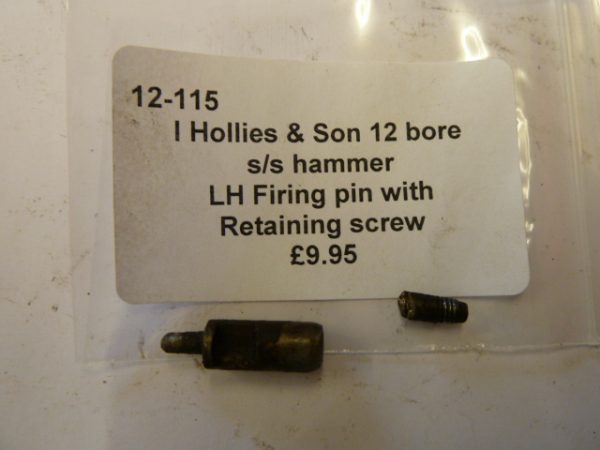 12-115
I Hollies & Son 12 bore
s/s hammer
LH Firing pin with
Retaining screw
£9.95